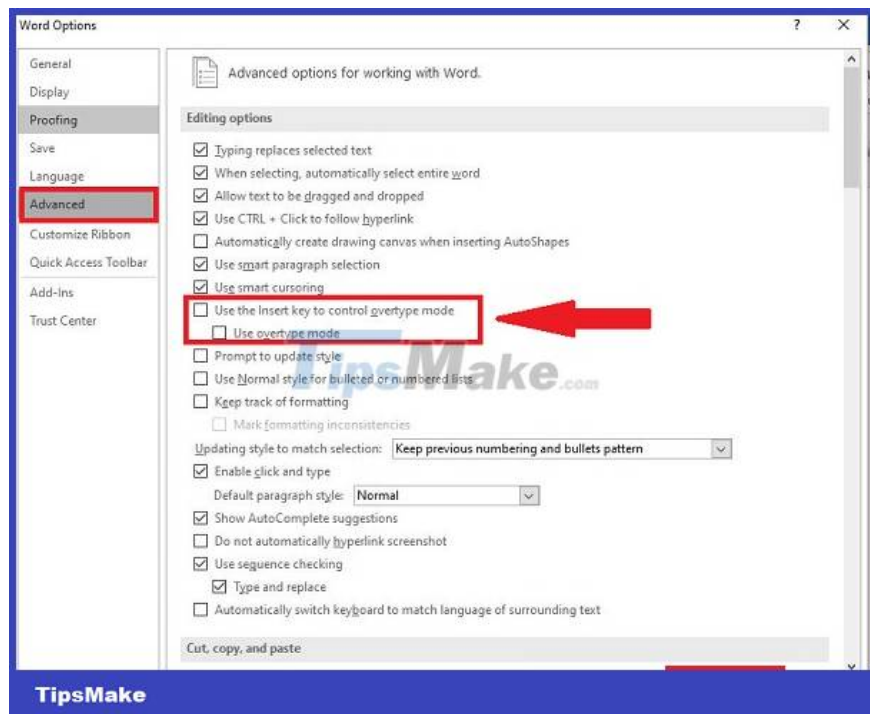 Word Options
?
General
Display
Proofing
Save
Language
Advanced
Customize Ribbon
Quick Access Toolbar
Add-Ins
Trust Center
Advanced options for working with Word.
Editing options
Typing replaces selected text
When selecting, automatically select entire word
Allow text to be dragged and dropped
Use CTRL + Click to follow hyperlink
Automatically create drawing canvas when inserting AutoShapes
Use smart paragraph selection
Use smart cursoring
Use the Insert key to control overtype mode
Use overtype mode
Prompt to update style
Use Normal style for bulleted or numbered lists
Keep track of formatting
Mark formatting inconsistencies
Updating style to match selection: Keep previous numbering and bullets pattern
Enable click and type
Default paragraph style: Normal
Show AutoComplete suggestions
Do not automatically hyperlink screenshot
Use sequence checking
Type and replace
Automatically switch keyboard to match language of surrounding text
Cut, copy, and paste
TipsMake.com
TipsMake